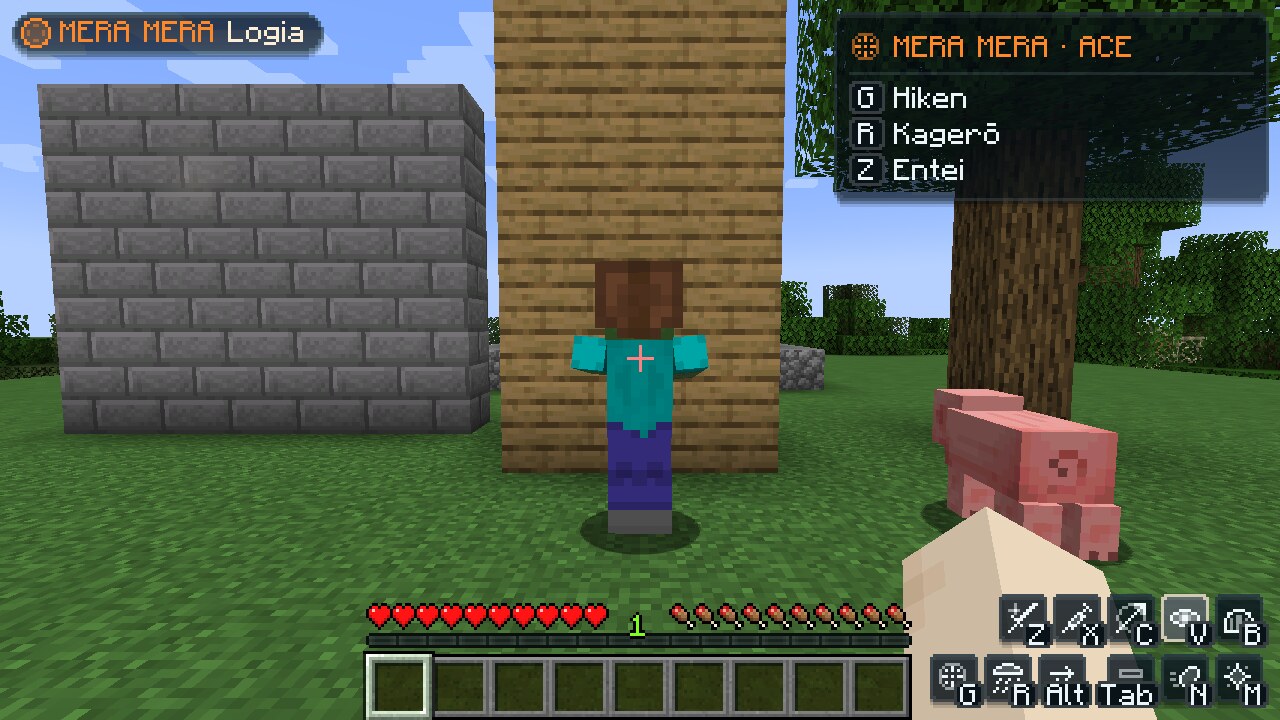 MERA MERA Logia
MERA MERA · ACE
G Hiken
R Kagerō
Z Entei
1
Z X C V B
G R Alt Tab N M